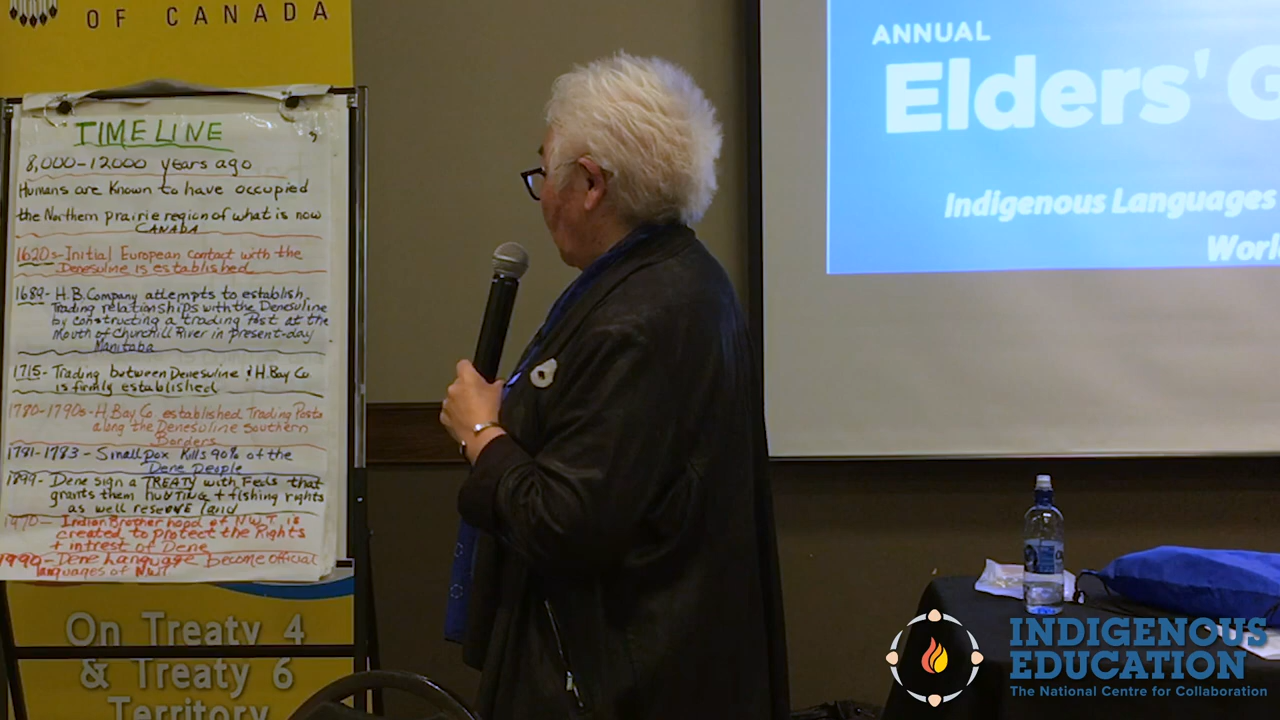 OF CANADA
TIMELINE
8,000-12000 years ago
Humans are Known to have occupied
the Northern prairie region of what is now
CANADA
1620s-Initial European contact with the
Denesuline is established
1689- H.B. Company attempts to establish
Trading relationships with the Denesuline
by constructing a trading Post at the
Mouth of Churchill River in present-day
Manitoba
1715- Trading between Denesuline & H.Bay Co.
is firmly established
1780-1790s-H.Bay Co. established Trading Posts
along the Denesuline Southern
Borders
1781-1783- Smallpox Kills 90% of the
Dene People
1899- Dene sign a TREATY with Feds that
grants them hunting + fishing rights
as well reserve land
1970- Indian Brother hood of N.W.T. is
created to protect the Rights
+ intrest of Dene
1990-Dene Language become official
languages of NWT
On Treaty 4
& Treaty 6
Territory
ANNUAL
Elders' G
Indigenous Languages
Worl
INDIGENOUS
EDUCATION
The National Centre for Collaboration